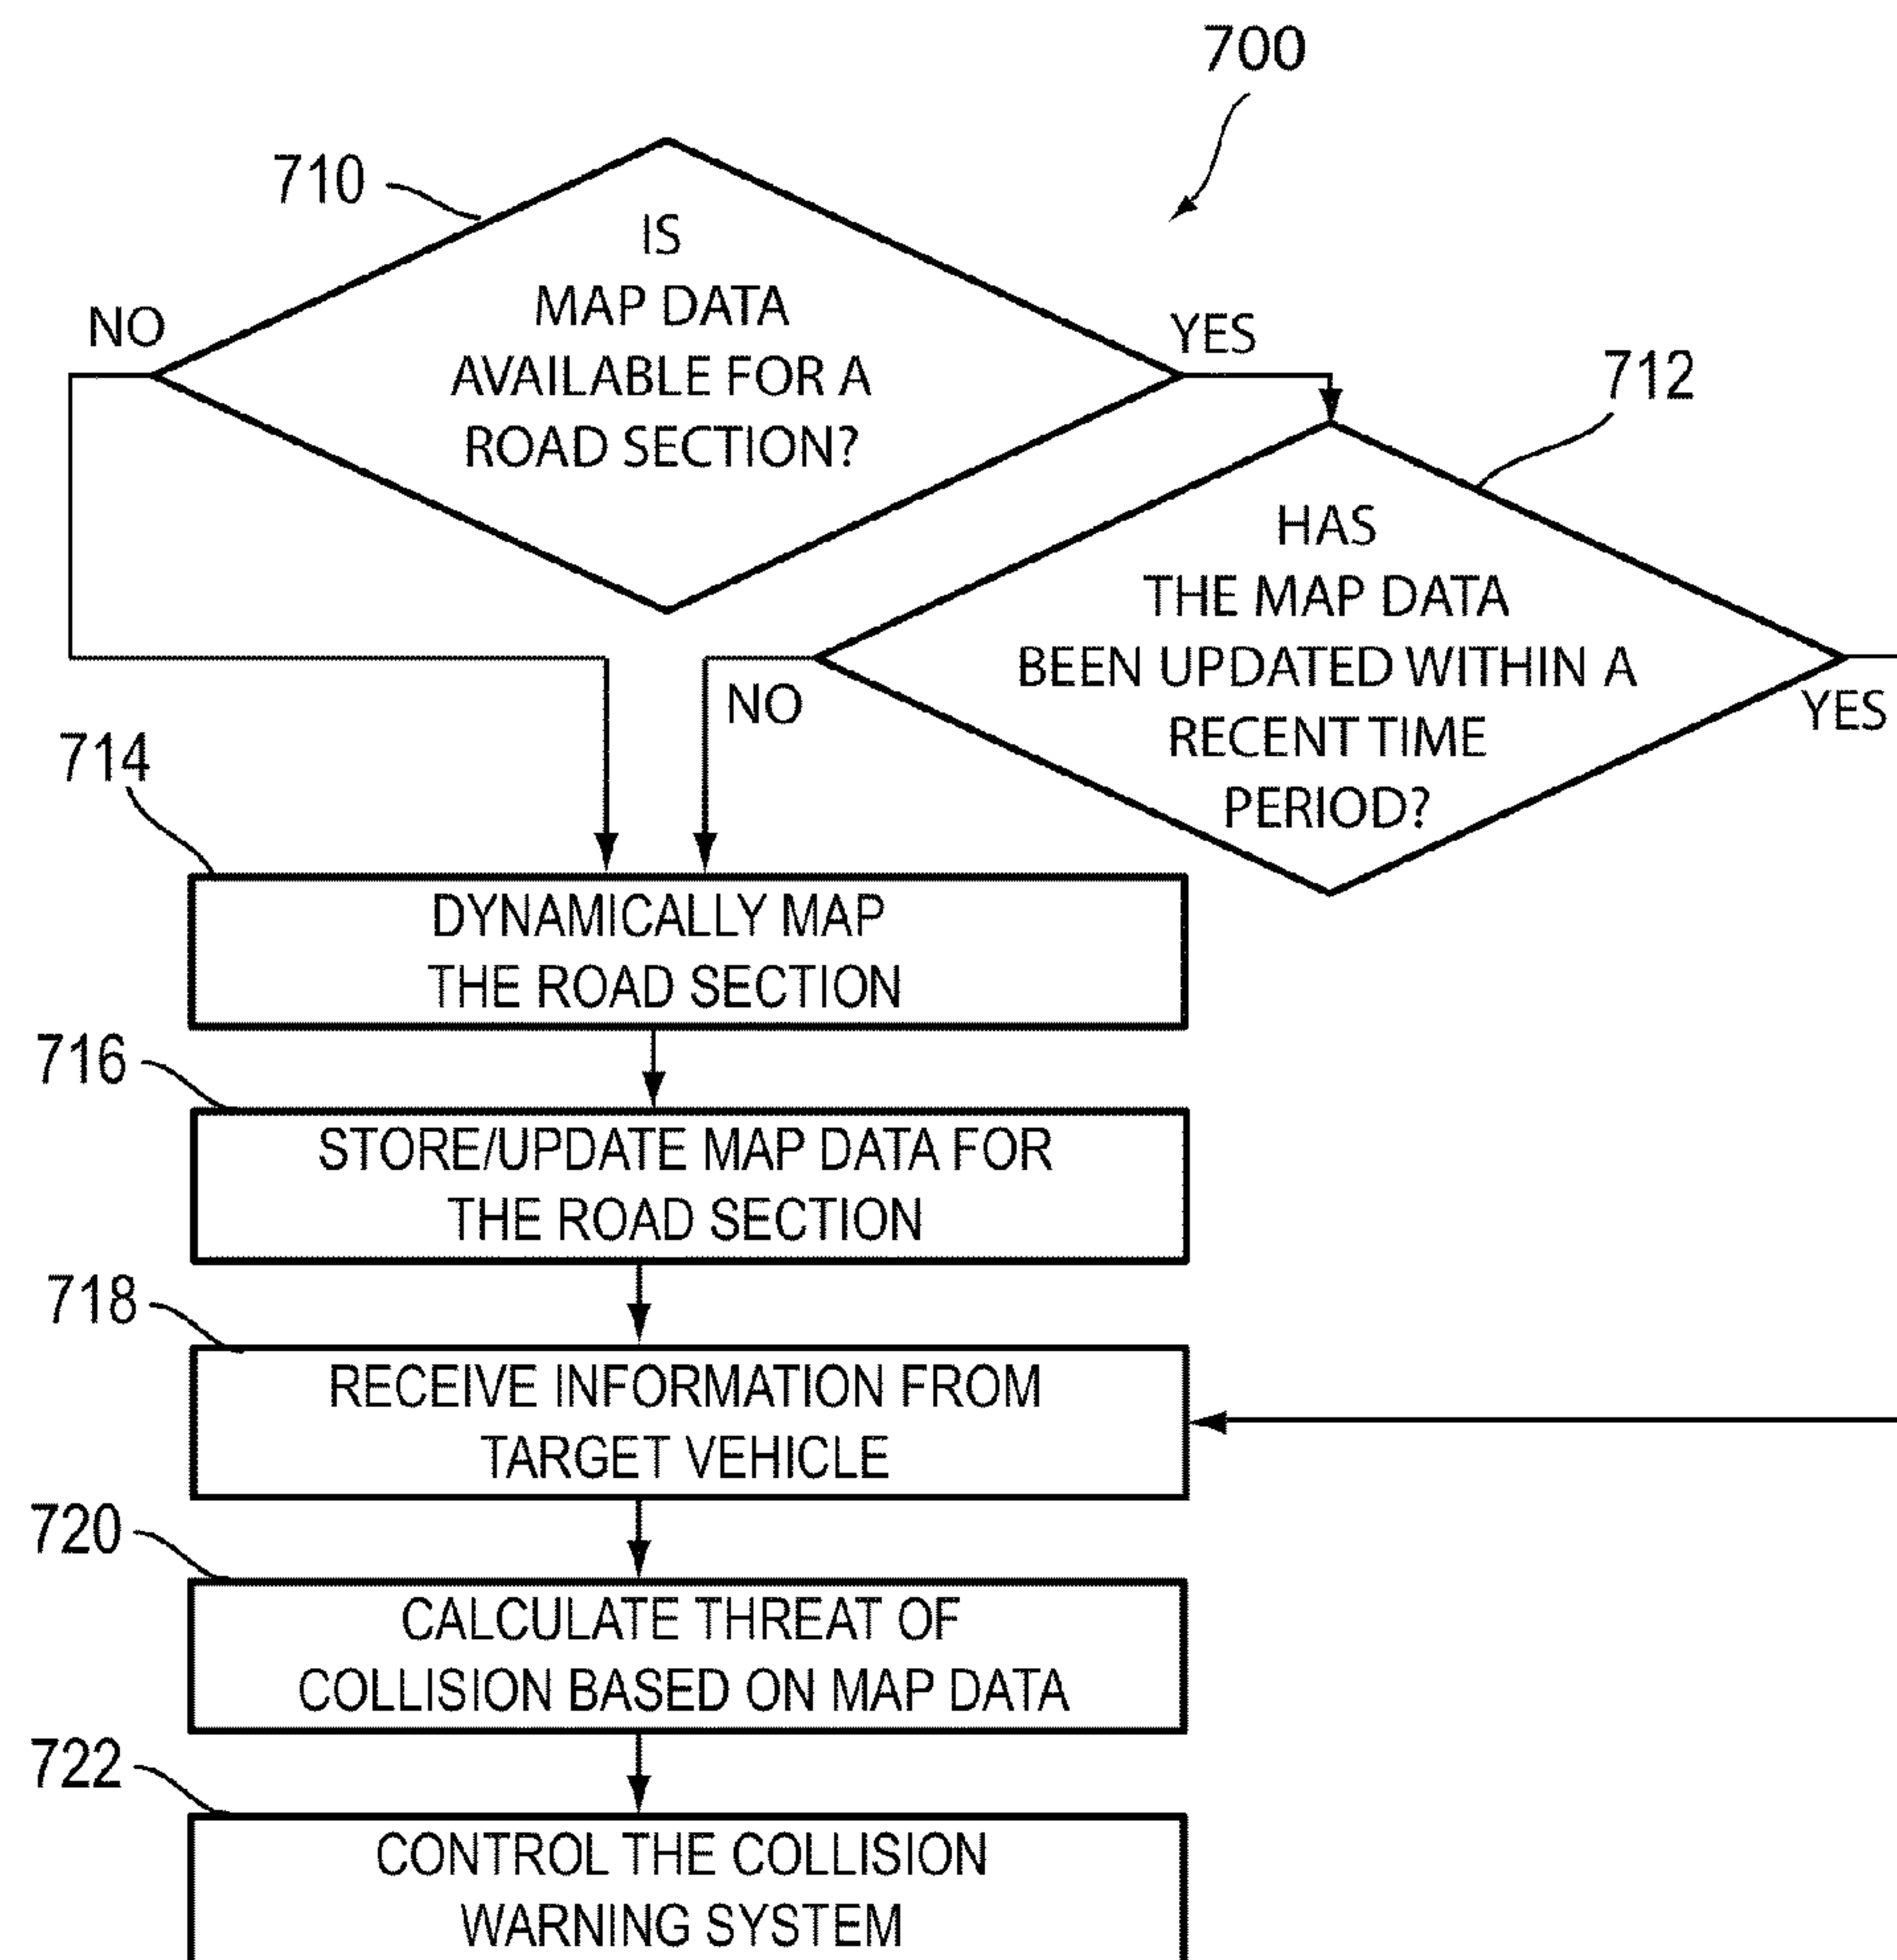 700
710
IS
MAP DATA
AVAILABLE FOR A
ROAD SECTION?
NO
YES
712
HAS
THE MAP DATA
BEEN UPDATED WITHIN A
RECENT TIME
PERIOD?
NO
YES
714
DYNAMICALLY MAP
THE ROAD SECTION
716
STORE/UPDATE MAP DATA FOR
THE ROAD SECTION
718
RECEIVE INFORMATION FROM
TARGET VEHICLE
720
CALCULATE THREAT OF
COLLISION BASED ON MAP DATA
722
CONTROL THE COLLISION
WARNING SYSTEM